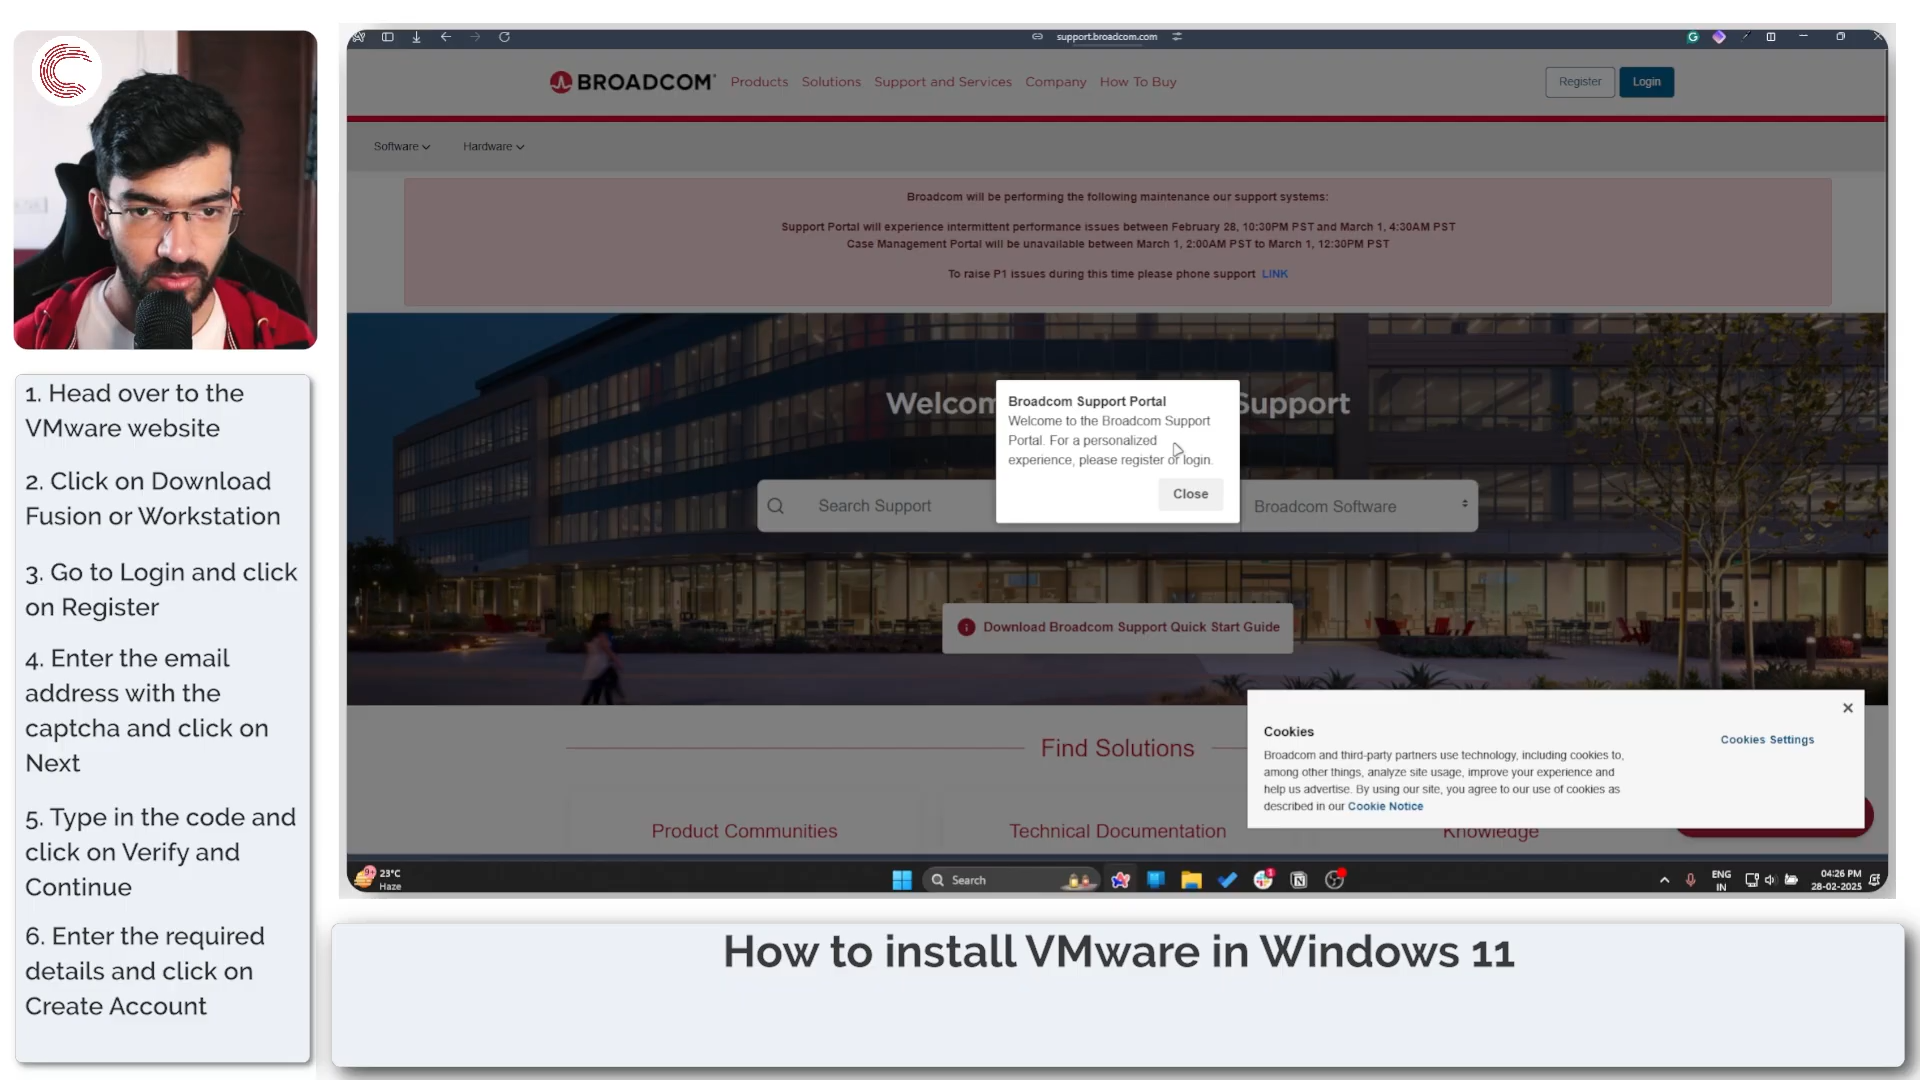 1. Head over to the
VMware website
2. Click on Download
Fusion or Workstation
3. Go to Login and click
on Register
4. Enter the email
address with the
captcha and click on
Next
5. Type in the code and
click on Verify and
Continue
6. Enter the required
details and click on
Create Account
support.broadcom.com
BROADCOM
Products Solutions Support and Services Company How To Buy
Register Login
Software Hardware
Broadcom will be performing the following maintenance our support systems:
Support Portal will experience intermittent performance issues between February 28, 10:30PM PST and March 1, 4:30AM PST
Case Management Portal will be unavailable between March 1, 2:00AM PST to March 1, 12:30PM PST
To raise P1 issues during this time please phone support LINK
Welcom Support
Broadcom Support Portal
Welcome to the Broadcom Support
Portal. For a personalized
experience, please register or login.
Close
Search Support
Broadcom Software
Download Broadcom Support Quick Start Guide
Find Solutions
Product Communities
Technical Documentation
Knowledge
Cookies
Broadcom and third-party partners use technology, including cookies to,
among other things, analyze site usage, improve your experience and
help us advertise. By using our site, you agree to our use of cookies as
described in our Cookie Notice
Cookies Settings
9+
23°C
Haze
Search
ENG
IN
04:26 PM
28-02-2025
How to install VMware in Windows 11